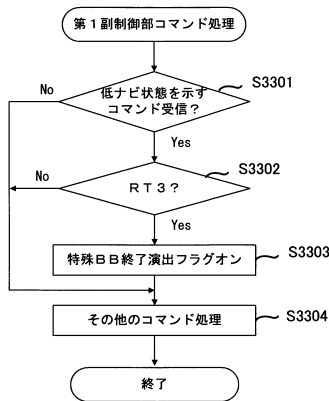 第１副制御部コマンド処理
S3301
低ナビ状態を示す
コマンド受信？
No
Yes
S3302
ＲＴ３？
No
Yes
S3303
特殊ＢＢ終了演出フラグオン
S3304
その他のコマンド処理
終了